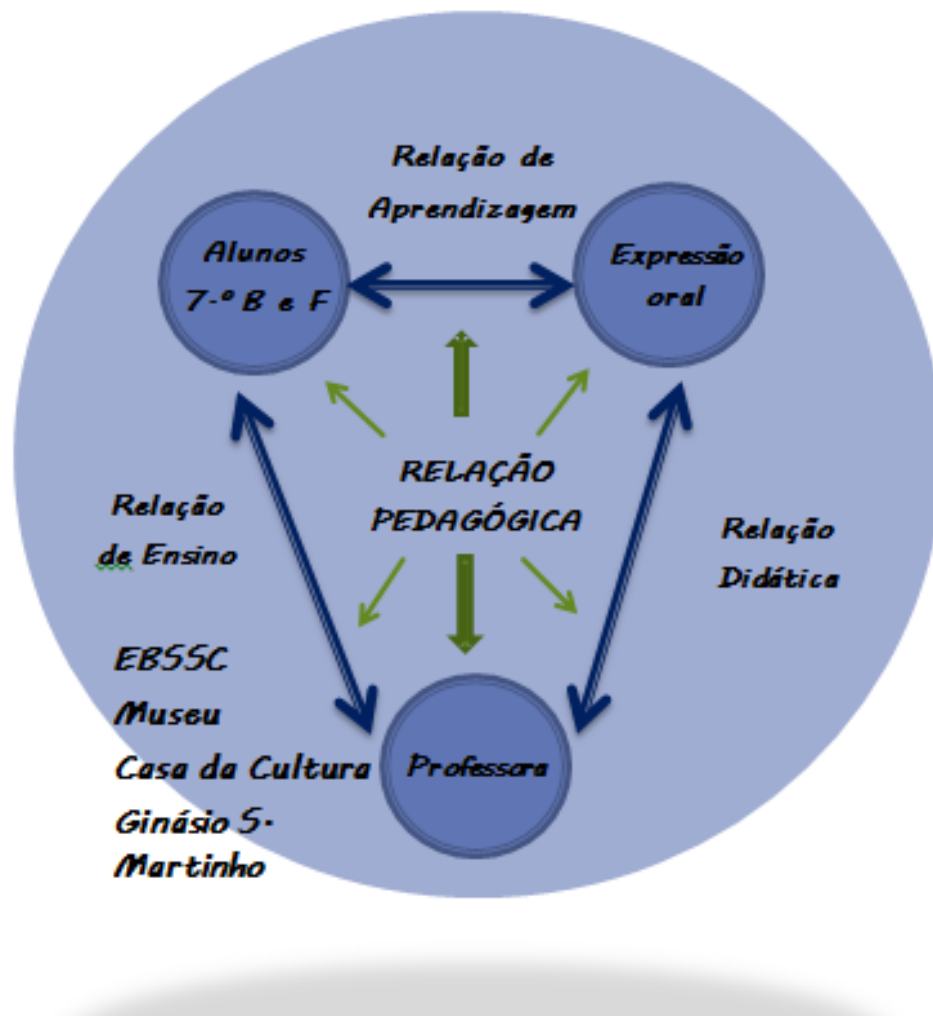 Relação de
Aprendizagem
Alunos
7.º B e F
Expressão
oral
RELAÇÃO
PEDAGÓGICA
Relação
de Ensino
Relação
Didática
EBSSC
Museu
Casa da Cultura
Ginásio S.
Martinho
Professora